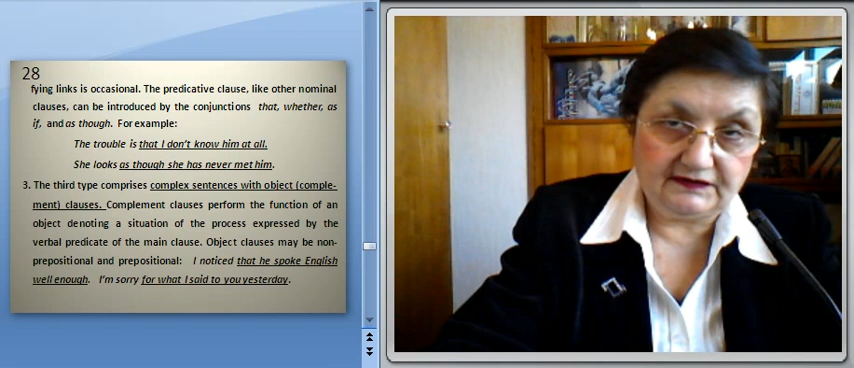 28
fying links is occasional. The predicative clause, like other nominal
clauses, can be introduced by the conjunctions that, whether, as
if, and as though. For example:
The trouble is that I don't know him at all.
She looks as though she has never met him.
3. The third type comprises complex sentences with object (comple-
ment) clauses. Complement clauses perform the function of an
object denoting a situation of the process expressed by the
verbal predicate of the main clause. Object clauses may be non-
prepositional and prepositional: I noticed that he spoke English
well enough. I'm sorry for what I said to you yesterday.